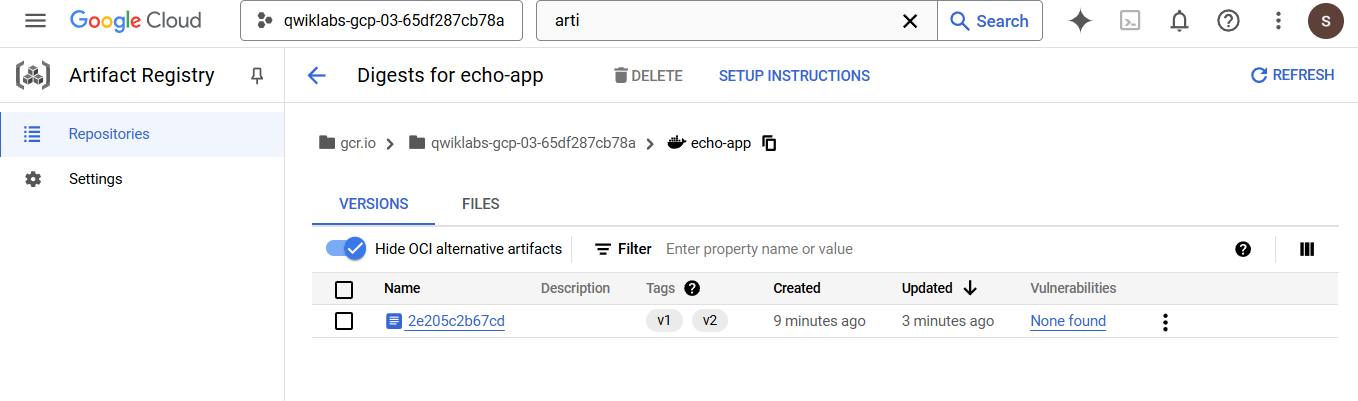 Google Cloud qwiklabs-gcp-03-65df287cb78a arti Search S
Artifact Registry Digests for echo-app DELETE SETUP INSTRUCTIONS REFRESH
Repositories gcr.io qwiklabs-gcp-03-65df287cb78a echo-app
Settings
VERSIONS FILES
Hide OCI alternative artifacts Filter Enter property name or value
Name Description Tags Created Updated Vulnerabilities
2e205c2b67cd v1 v2 9 minutes ago 3 minutes ago None found